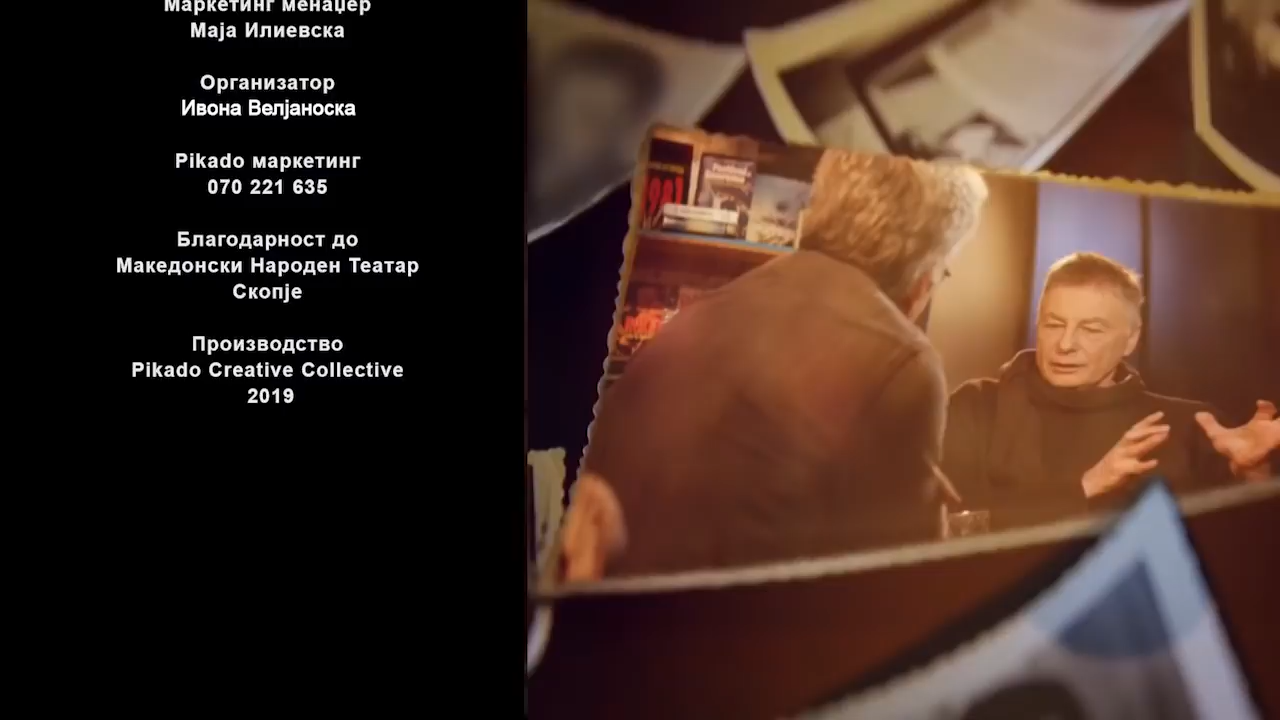 Маркетинг менаџер
Маја Илиевска
Организатор
Ивона Велјаноска
Pikado маркетинг
070 221 635
Благодарност до
Македонски Народен Театар
Скопје
Производство
Pikado Creative Collective
2019